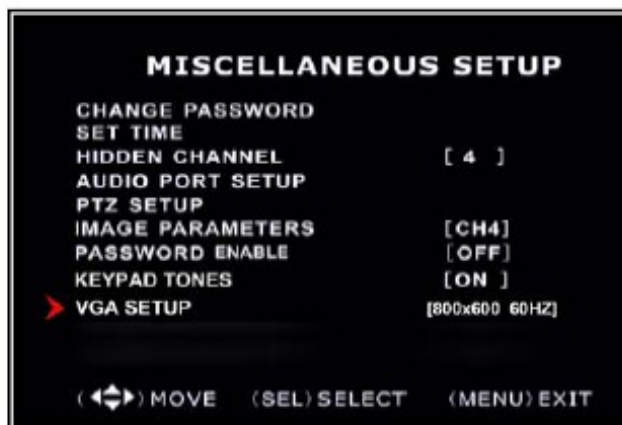 MISCELLANEOUS SETUP
CHANGE PASSWORD
SET TIME
HIDDEN CHANNEL [ 4 ]
AUDIO PORT SETUP
PTZ SETUP
IMAGE PARAMETERS [CH4]
PASSWORD ENABLE [OFF]
KEYPAD TONES [ON ]
VGA SETUP [800x600 60HZ]
(◀▲▼▶) MOVE (SEL) SELECT (MENU) EXIT